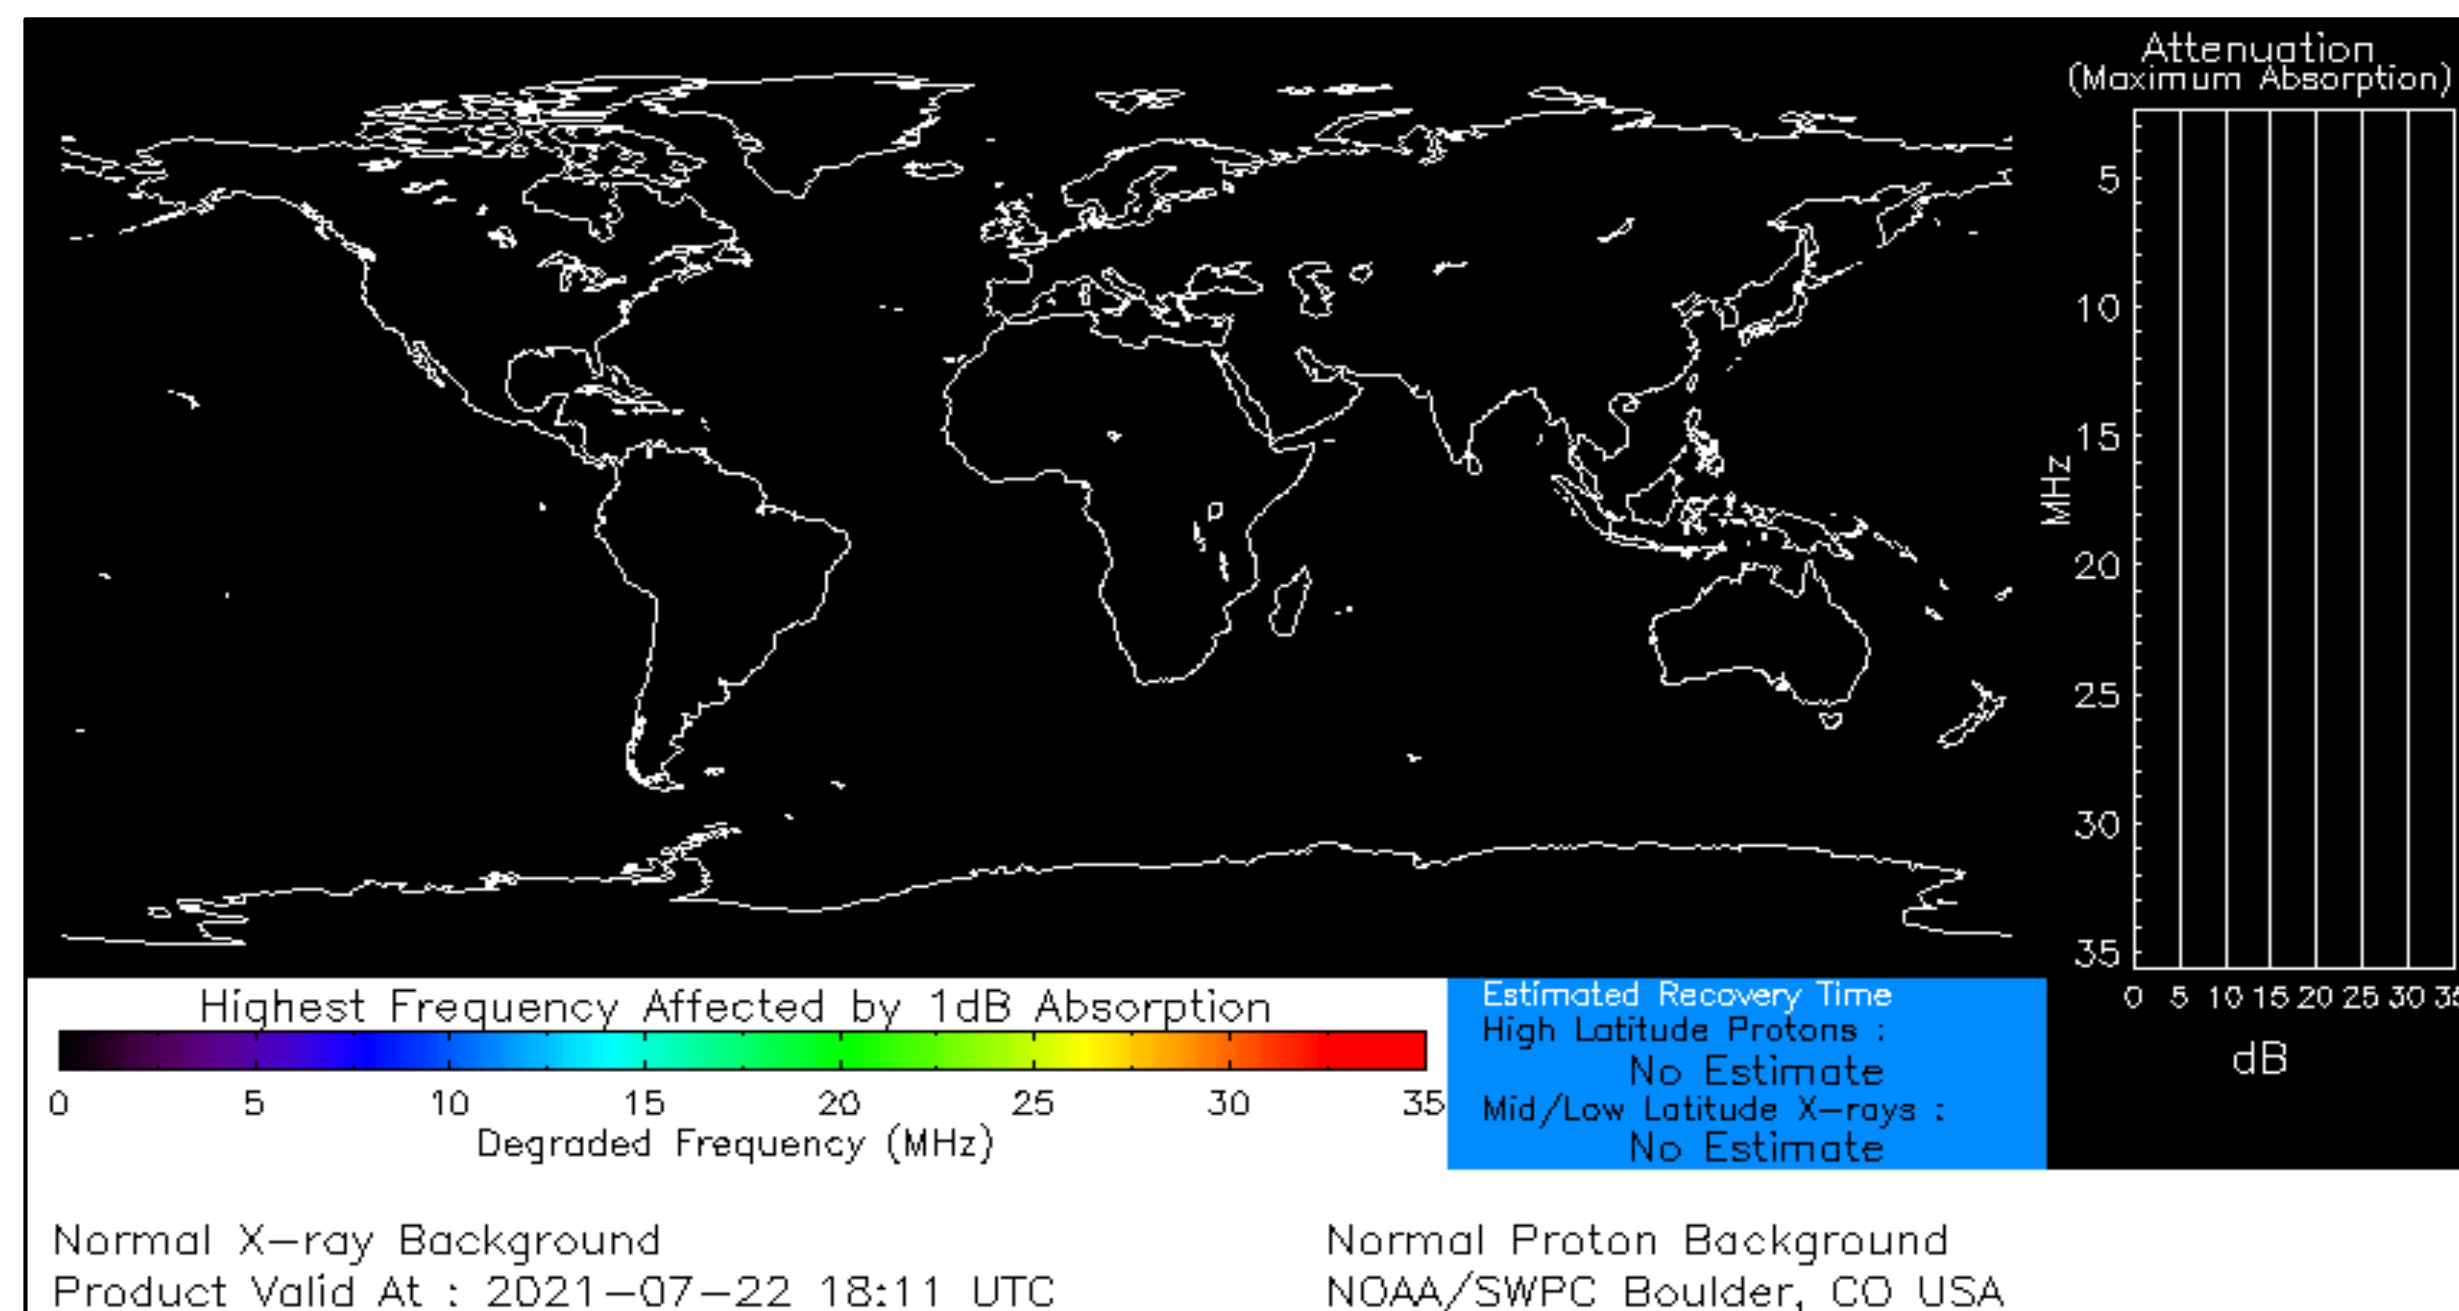 Attenuation
(Maximum Absorption)
5
10
15
20
25
30
35
MHz
0 5 10 15 20 25 30 35
dB
Highest Frequency Affected by 1dB Absorption
0 5 10 15 20 25 30 35
Degraded Frequency (MHz)
Estimated Recovery Time
High Latitude Protons :
No Estimate
Mid/Low Latitude X-rays :
No Estimate
Normal X-ray Background
Normal Proton Background
Product Valid At : 2021-07-22 18:11 UTC
NOAA/SWPC Boulder, CO USA